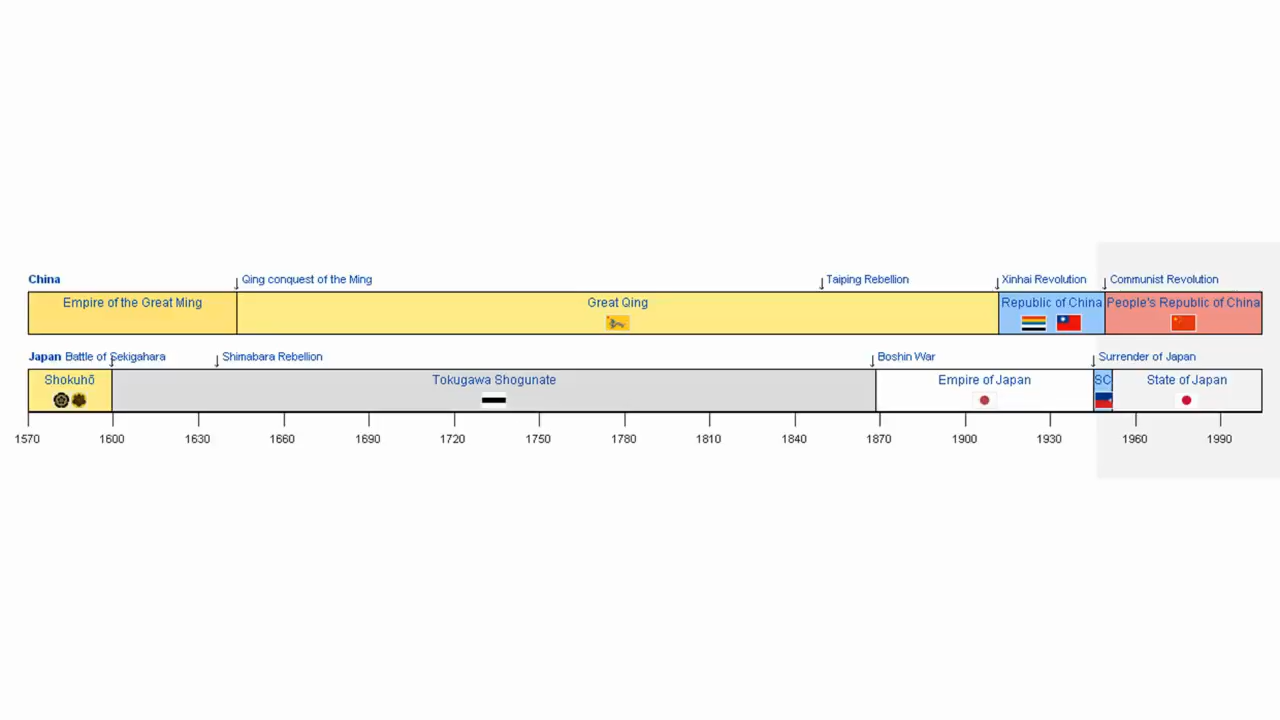 China
Qing conquest of the Ming
Taiping Rebellion
Xinhai Revolution
Communist Revolution
Empire of the Great Ming
Great Qing
Republic of China
People's Republic of China
Japan
Battle of Sekigahara
Shimabara Rebellion
Boshin War
Surrender of Japan
Shokuhō
Tokugawa Shogunate
Empire of Japan
SC
State of Japan
1570 1600 1630 1660 1690 1720 1750 1780 1810 1840 1870 1900 1930 1960 1990